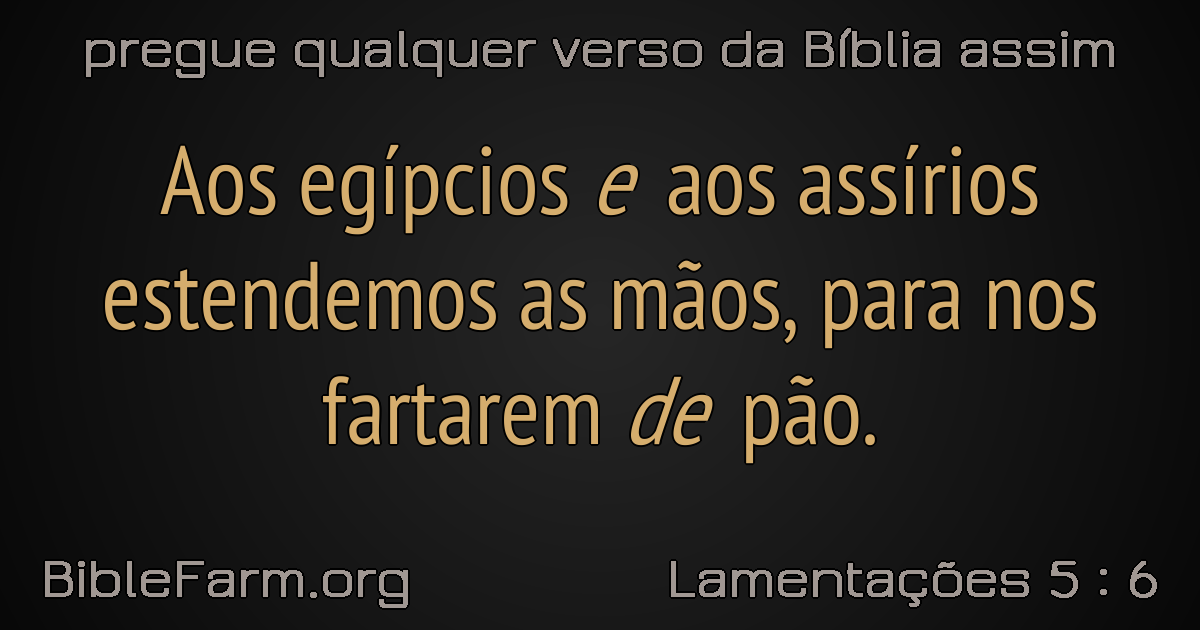 pregue qualquer verso da Bíblia assim
Aos egípcios e aos assírios
estendemos as mãos, para nos
fartarem de pão.
BibleFarm.org
Lamentações 5 : 6